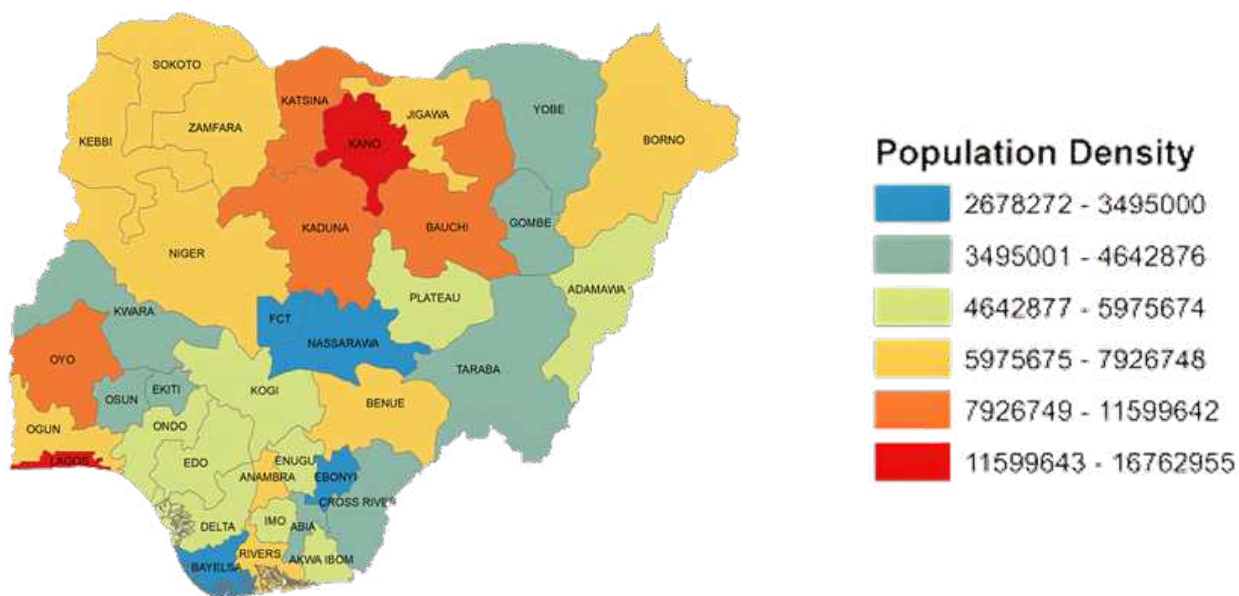 SOKOTO
KATSINA
YOBE
JIGAWA
ZAMFARA
KEBBI
KANO
BORNO
GOMBE
KADUNA
BAUCHI
NIGER
PLATEAU
ADAMAWA
KWARA
FCT
NASSARAWA
OYO
TARABA
EKITI
OSUN
KOGI
BENUE
OGUN
ONDO
LAGOS
EDO
ENUGU
ANAMBRA
EBONYI
CROSS RIVER
DELTA
IMO
ABIA
RIVERS
AKWA IBOM
BAYELSA
Population Density
2678272 - 3495000
3495001 - 4642876
4642877 - 5975674
5975675 - 7926748
7926749 - 11599642
11599643 - 16762955